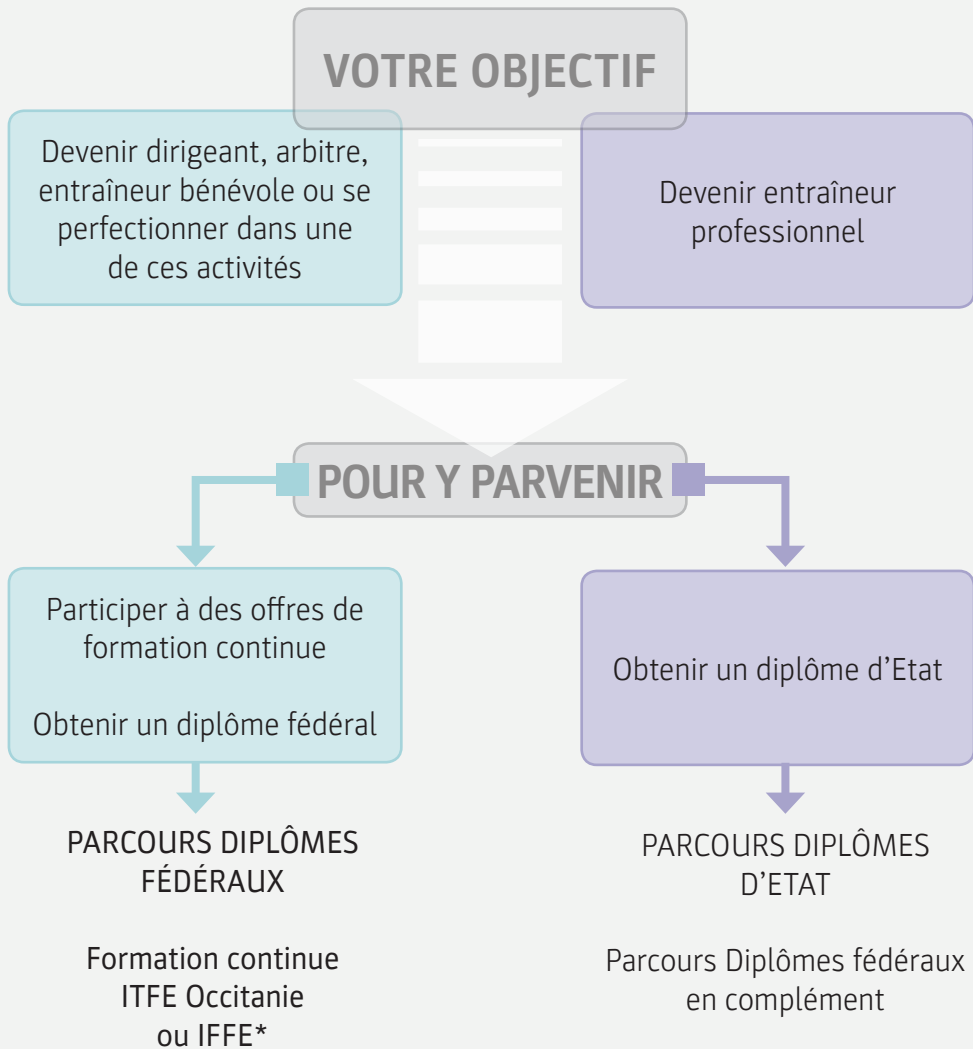 VOTRE OBJECTIF
Devenir dirigeant, arbitre,
entraîneur bénévole ou se
perfectionner dans une
de ces activités
Devenir entraîneur
professionnel
POUR Y PARVENIR
Participer à des offres de
formation continue
Obtenir un diplôme fédéral
Obtenir un diplôme d’Etat
PARCOURS DIPLÔMES
FÉDÉRAUX
Formation continue
ITFE Occitanie
ou IFFE*
PARCOURS DIPLÔMES
D’ETAT
Parcours Diplômes fédéraux
en complément